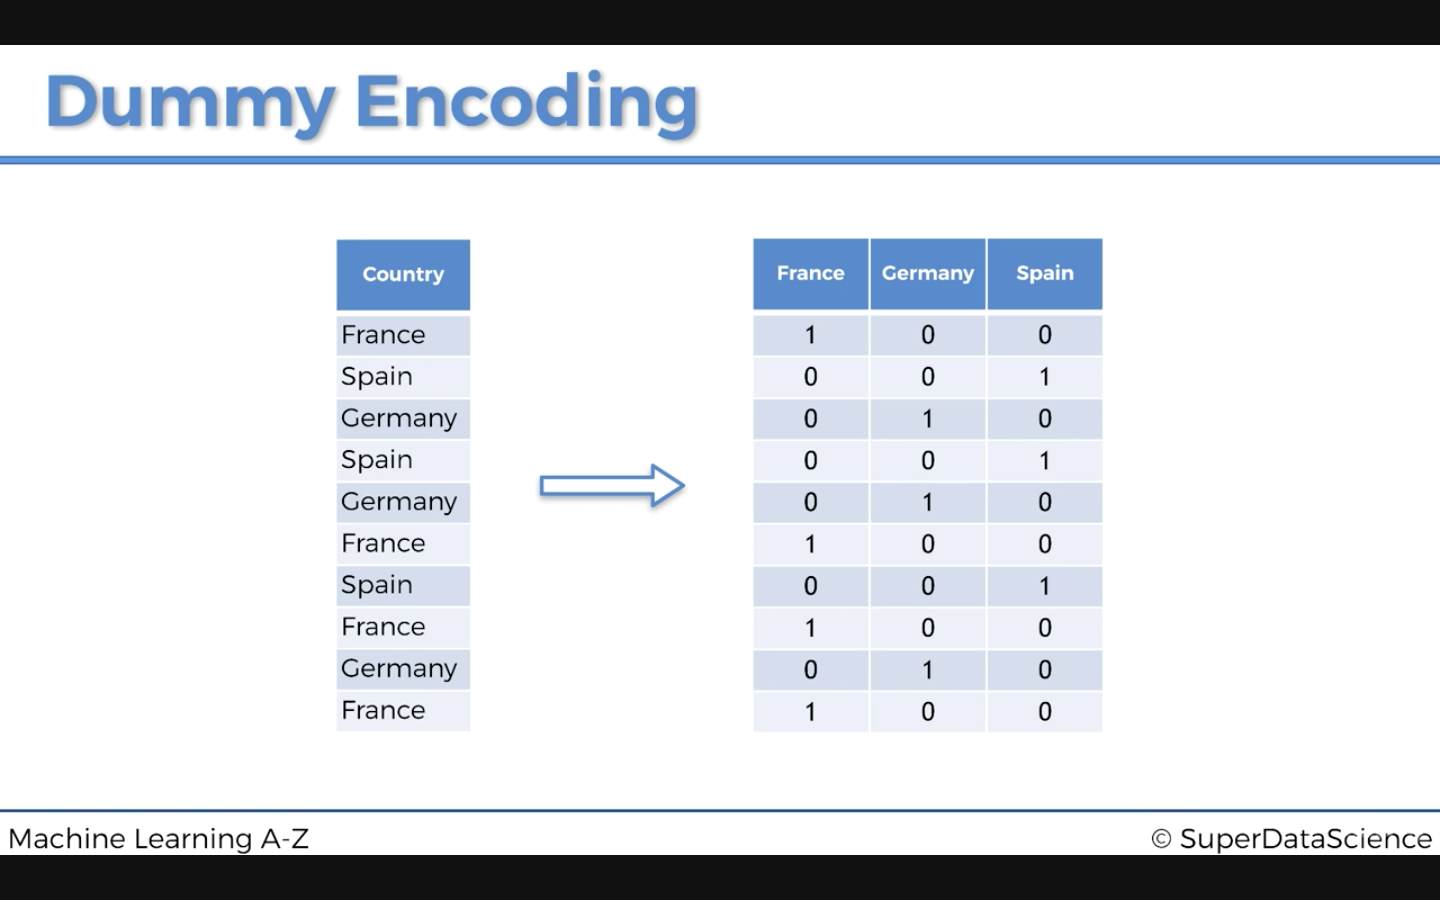 Dummy Encoding
Country
France
Spain
Germany
Spain
Germany
France
Spain
France
Germany
France
France Germany Spain
1 0 0
0 0 1
0 1 0
0 0 1
0 1 0
1 0 0
0 0 1
1 0 0
0 1 0
1 0 0
Machine Learning A-Z
© SuperDataScience